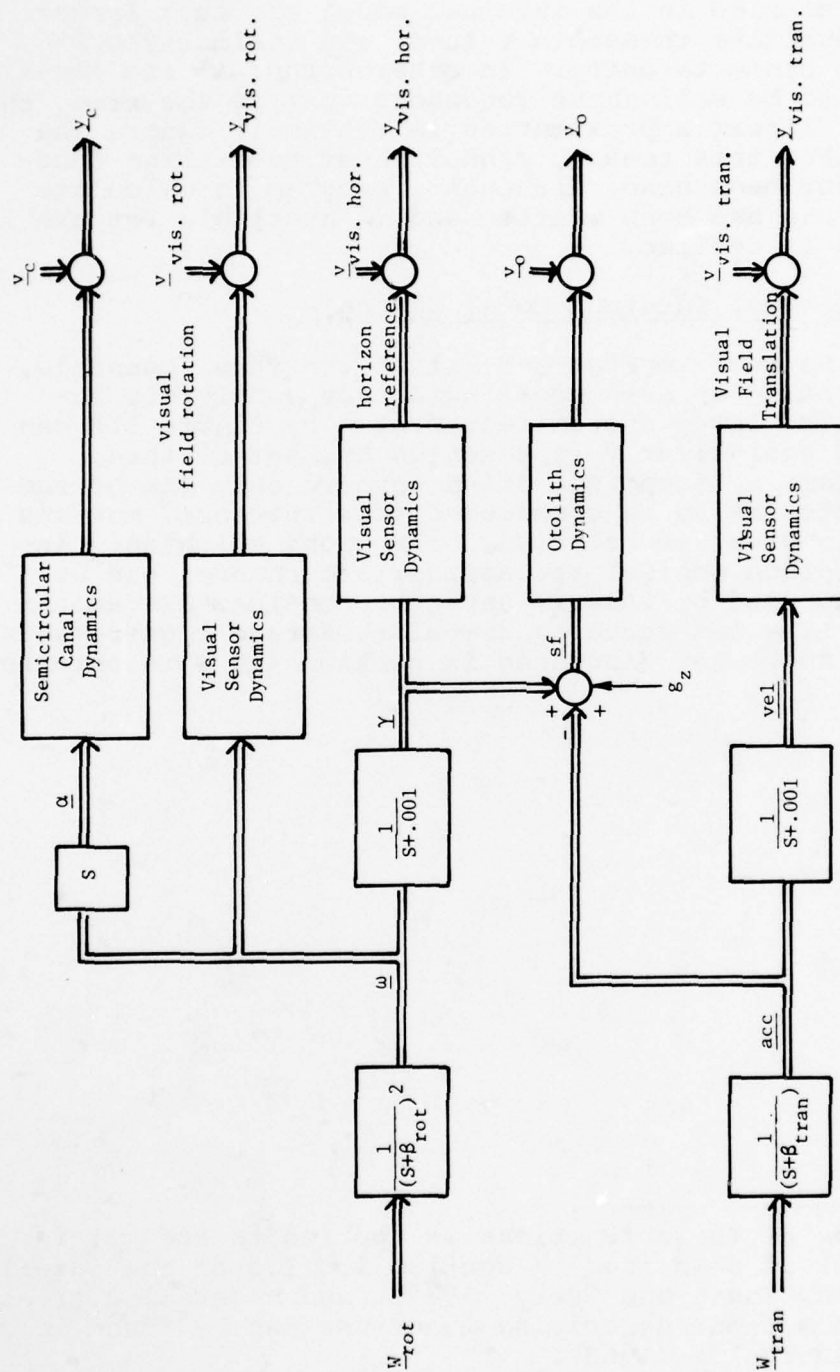 W_rot
1
(S+β_rot)²
ω
S
α
Semicircular
Canal
Dynamics
v_c
y_c
Visual
Sensor
Dynamics
visual
field rotation
v_vis. rot.
y_vis. rot.
1
S+.001
γ
Visual
Sensor
Dynamics
horizon
reference
v_vis. hor.
y_vis hor
+
-
+
g_z
sf
Otolith
Dynamics
v_o
y_o
W_tran
1
(S+β_tran)
acc
1
S+.001
vel
Visual
Sensor
Dynamics
Visual
Field
Translation
v_vis. tran.
y_vis. tran.